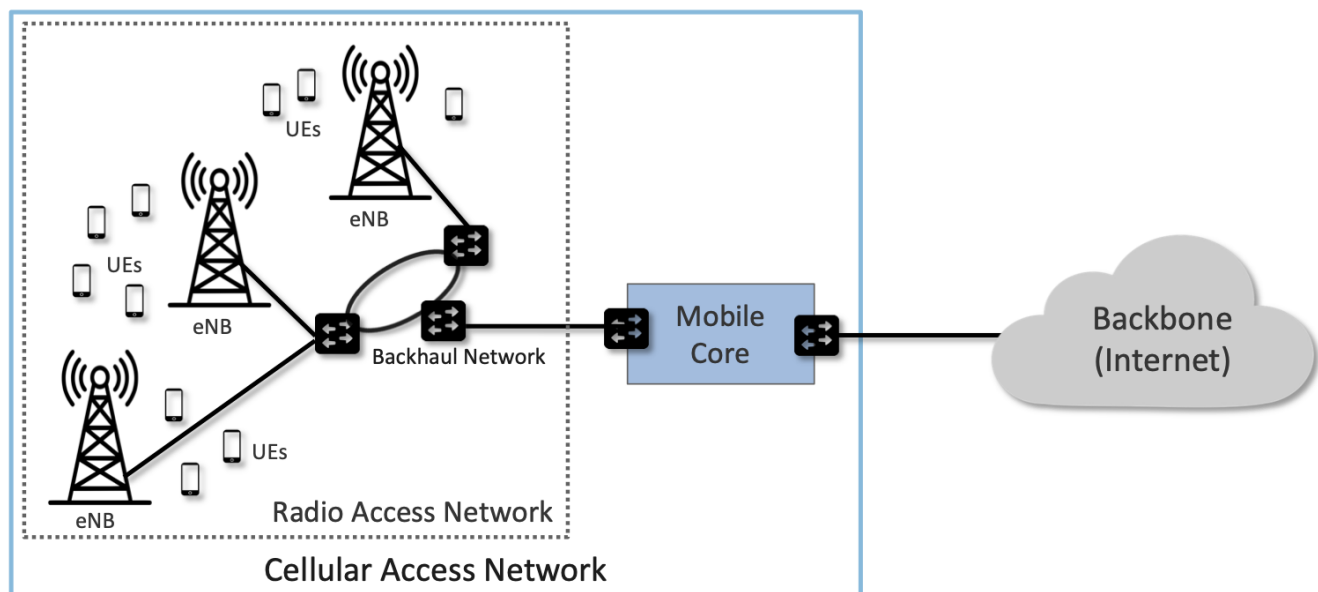 UEs
eNB
UEs
eNB
Backhaul Network
UEs
eNB
Radio Access Network
Cellular Access Network
Mobile
Core
Backbone
(Internet)